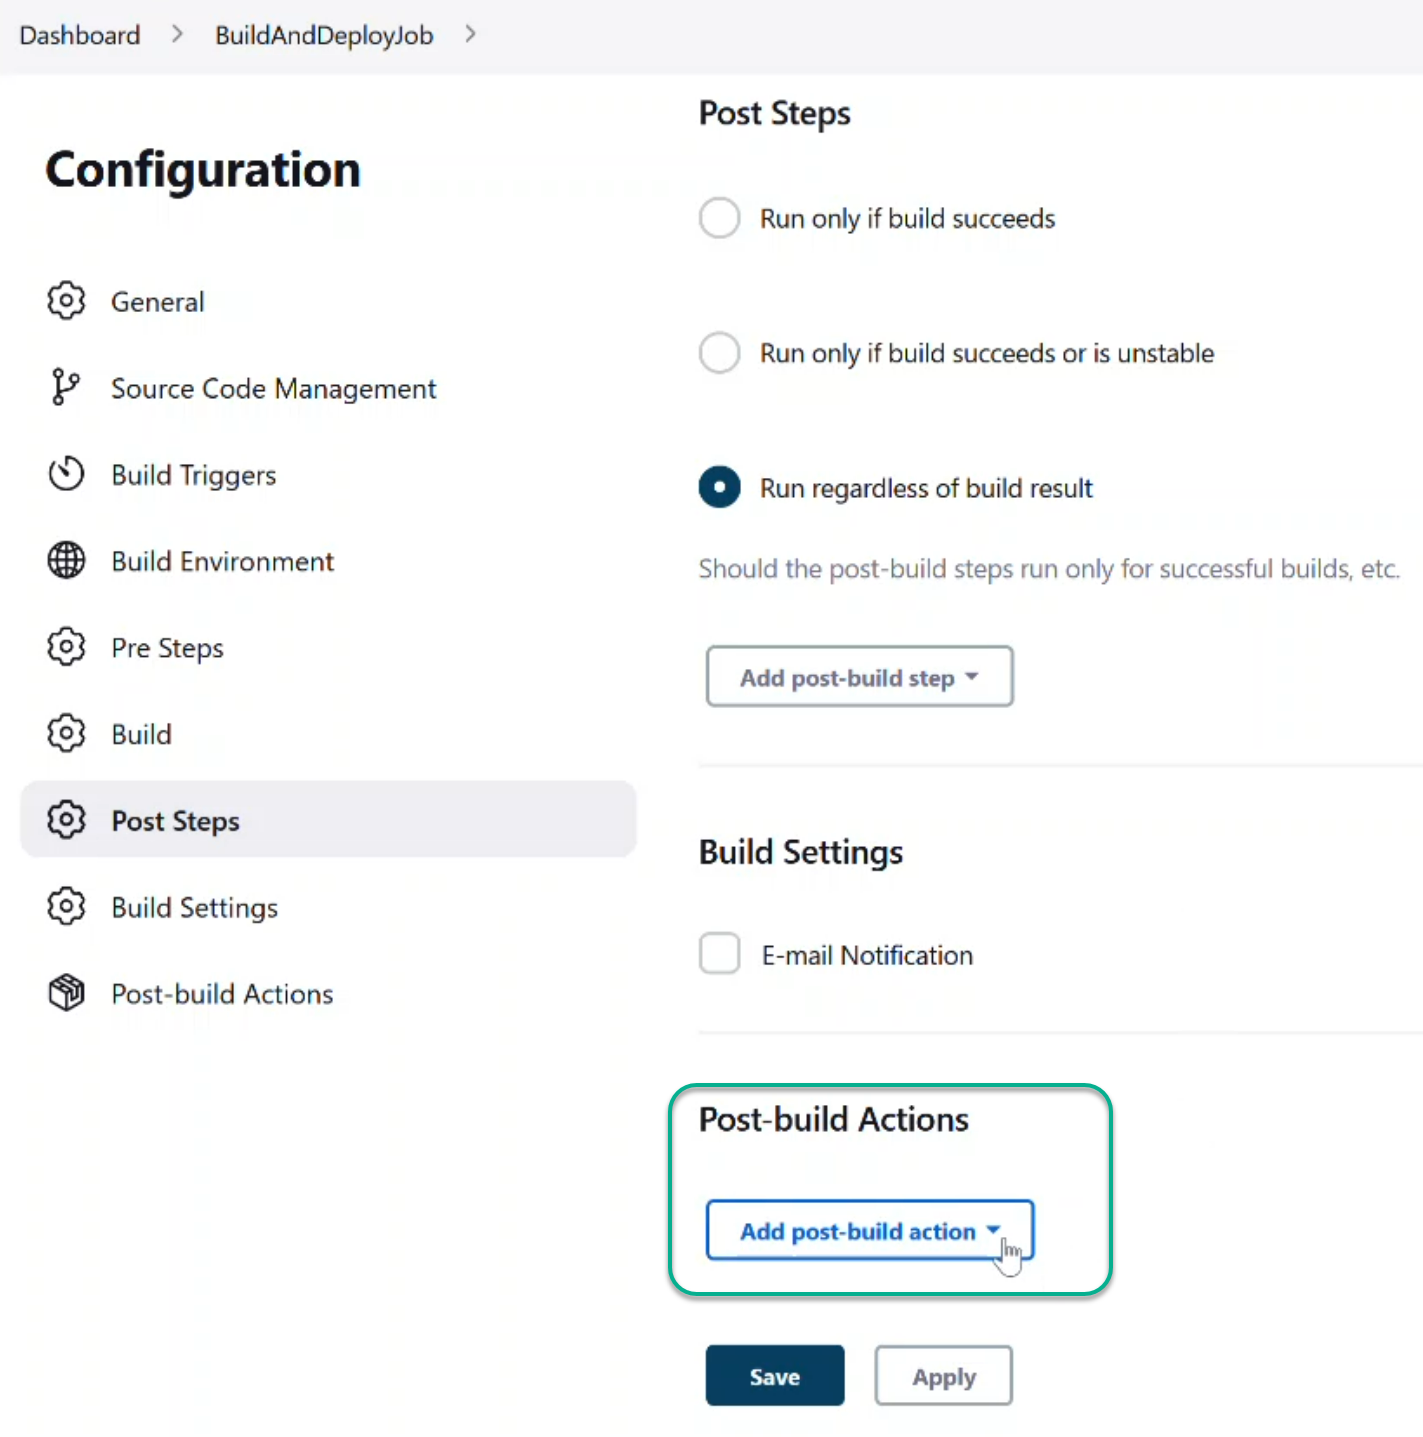 Dashboard > BuildAndDeployJob >
Configuration
General
Source Code Management
Build Triggers
Build Environment
Pre Steps
Build
Post Steps
Build Settings
Post-build Actions
Post Steps
Run only if build succeeds
Run only if build succeeds or is unstable
Run regardless of build result
Should the post-build steps run only for successful builds, etc.
Add post-build step
Build Settings
E-mail Notification
Post-build Actions
Add post-build action
Save Apply